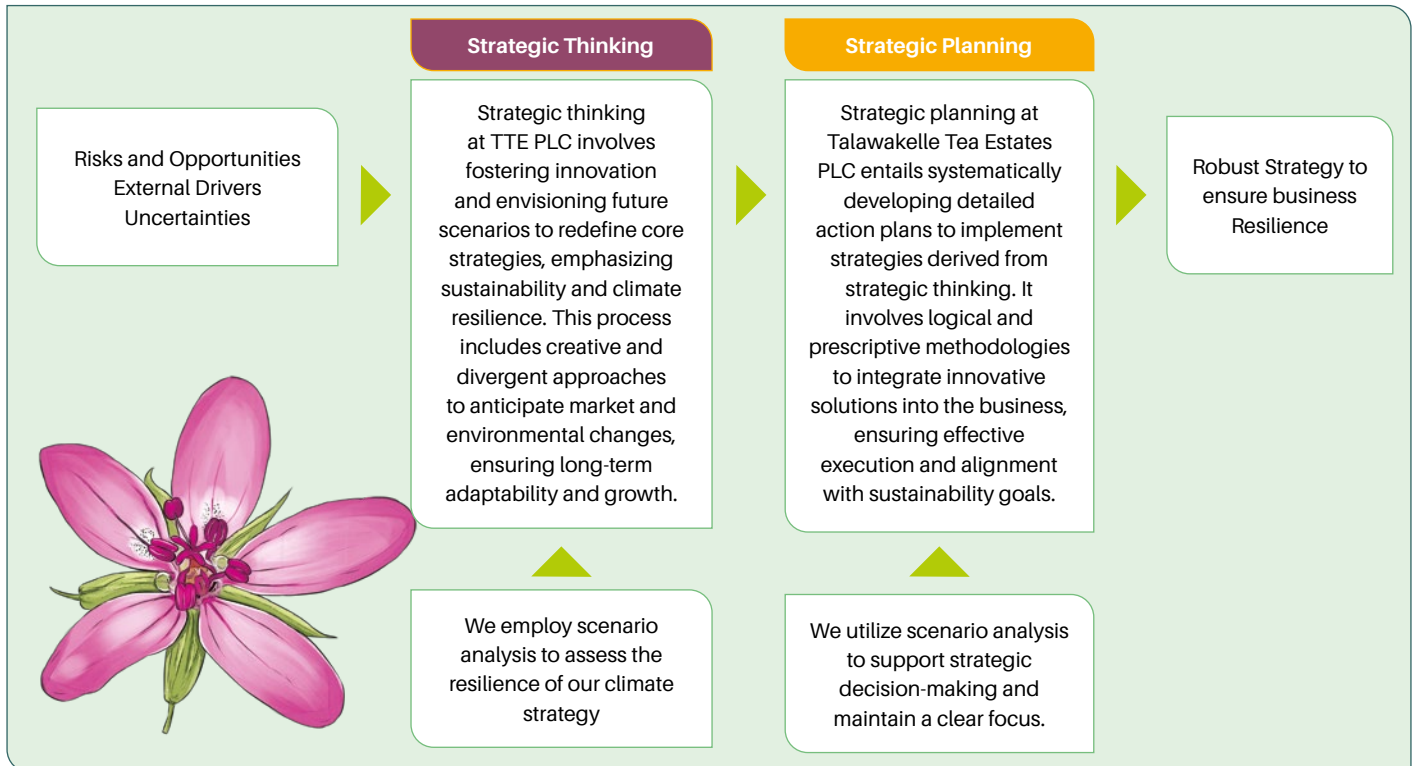 Strategic Thinking
Strategic Planning
Risks and Opportunities
External Drivers
Uncertainties
Strategic thinking
at TTE PLC involves
fostering innovation
and envisioning future
scenarios to redefine core
strategies, emphasizing
sustainability and climate
resilience. This process
includes creative and
divergent approaches
to anticipate market and
environmental changes,
ensuring long-term
adaptability and growth.
Strategic planning at
Talawakelle Tea Estates
PLC entails systematically
developing detailed
action plans to implement
strategies derived from
strategic thinking. It
involves logical and
prescriptive methodologies
to integrate innovative
solutions into the business,
ensuring effective
execution and alignment
with sustainability goals.
Robust Strategy to
ensure business
Resilience
We employ scenario
analysis to assess the
resilience of our climate
strategy
We utilize scenario analysis
to support strategic
decision-making and
maintain a clear focus.